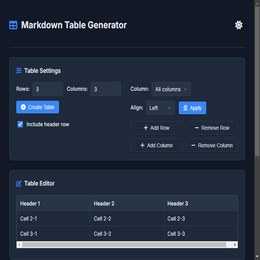 Markdown Table Generator
Table Settings
Rows: 3 Columns: 3 Column: All columns
Create Table Align: Left Apply
Include header row
Add Row Remove Row
Add Column Remove Column
Table Editor
Header 1 Header 2 Header 3
Cell 2-1 Cell 2-2 Cell 2-3
Cell 3-1 Cell 3-2 Cell 3-3